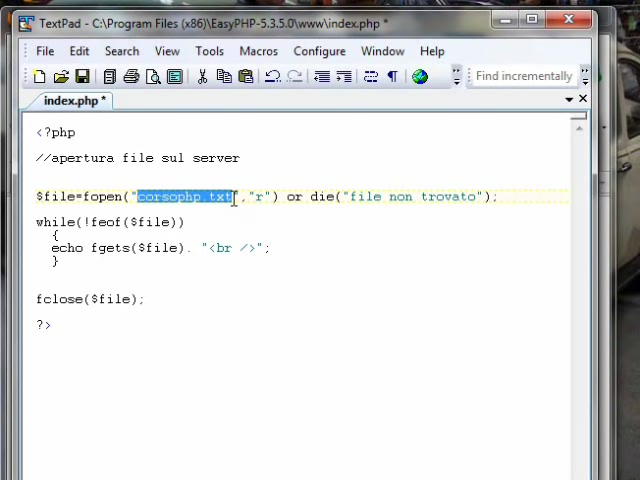 TextPad - C:\Program Files (x86)\EasyPHP-5.3.5.0\www\index.php *
File Edit Search View Tools Macros Configure Window Help
Find incrementally
index.php *
<?php
//apertura file sul server
$file=fopen("corsophp.txt","r") or die("file non trovato");
while(!feof($file))
{
echo fgets($file). "<br />";
}
fclose($file);
?>